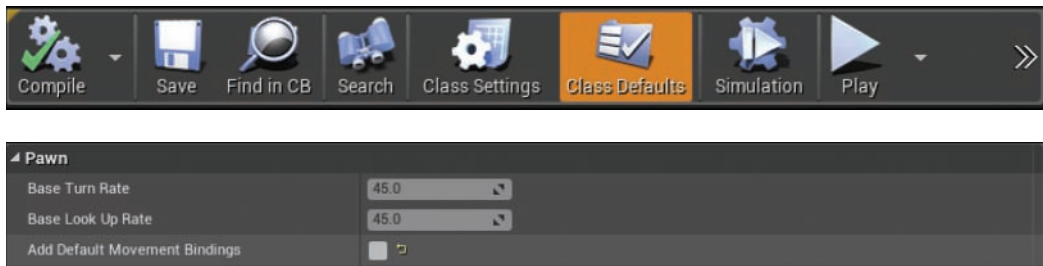 Compile Save Find in CB Search Class Settings Class Defaults Simulation Play
Pawn
Base Turn Rate 45.0
Base Look Up Rate 45.0
Add Default Movement Bindings